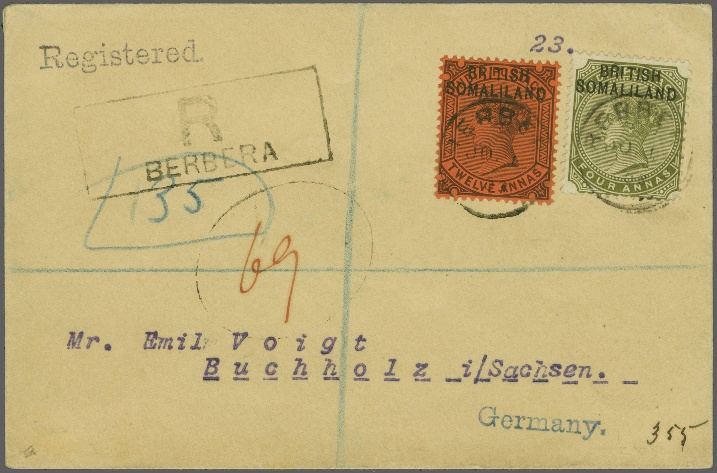 Registered.
23.
R
BERBERA
BRITISH
SOMALILAND
TWELVE ANNAS
BRITISH
SOMALILAND
FOUR ANNAS
135
69
Mr. Emil Voigt
Buchholz i/Sachsen.
Germany.
355